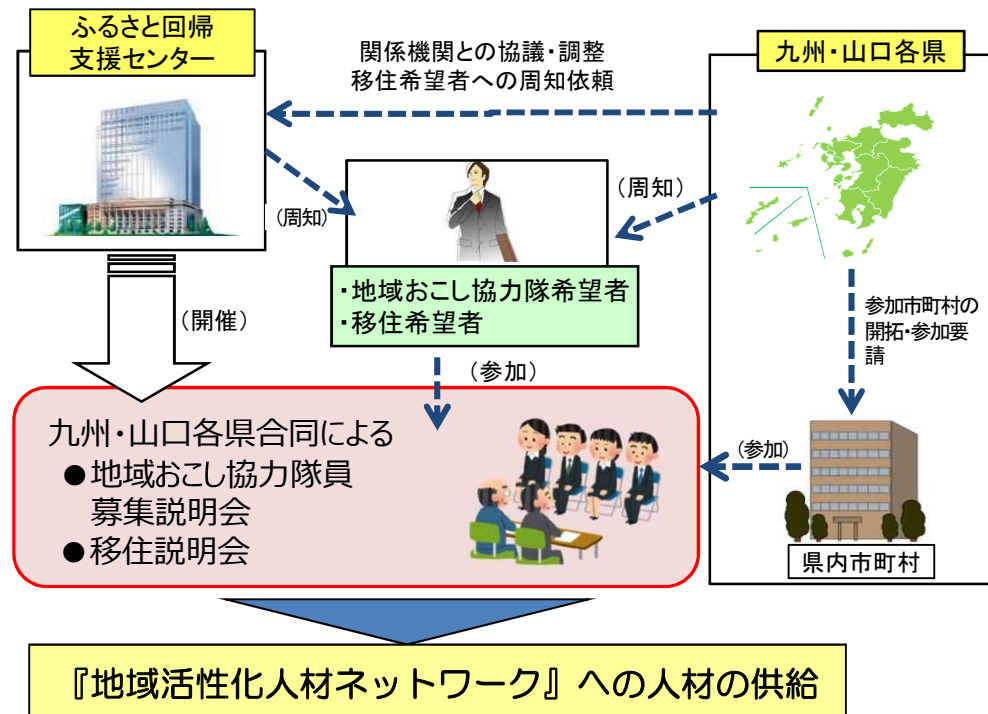 ふるさと回帰
支援センター
関係機関との協議・調整
移住希望者への周知依頼
九州・山口各県
（周知）
（周知）
・地域おこし協力隊希望者
・移住希望者
（開催）
（参加）
参加市町村の
開拓・参加要
請
九州・山口各県合同による
●地域おこし協力隊員
募集説明会
●移住説明会
（参加）
県内市町村
『地域活性化人材ネットワーク』への人材の供給